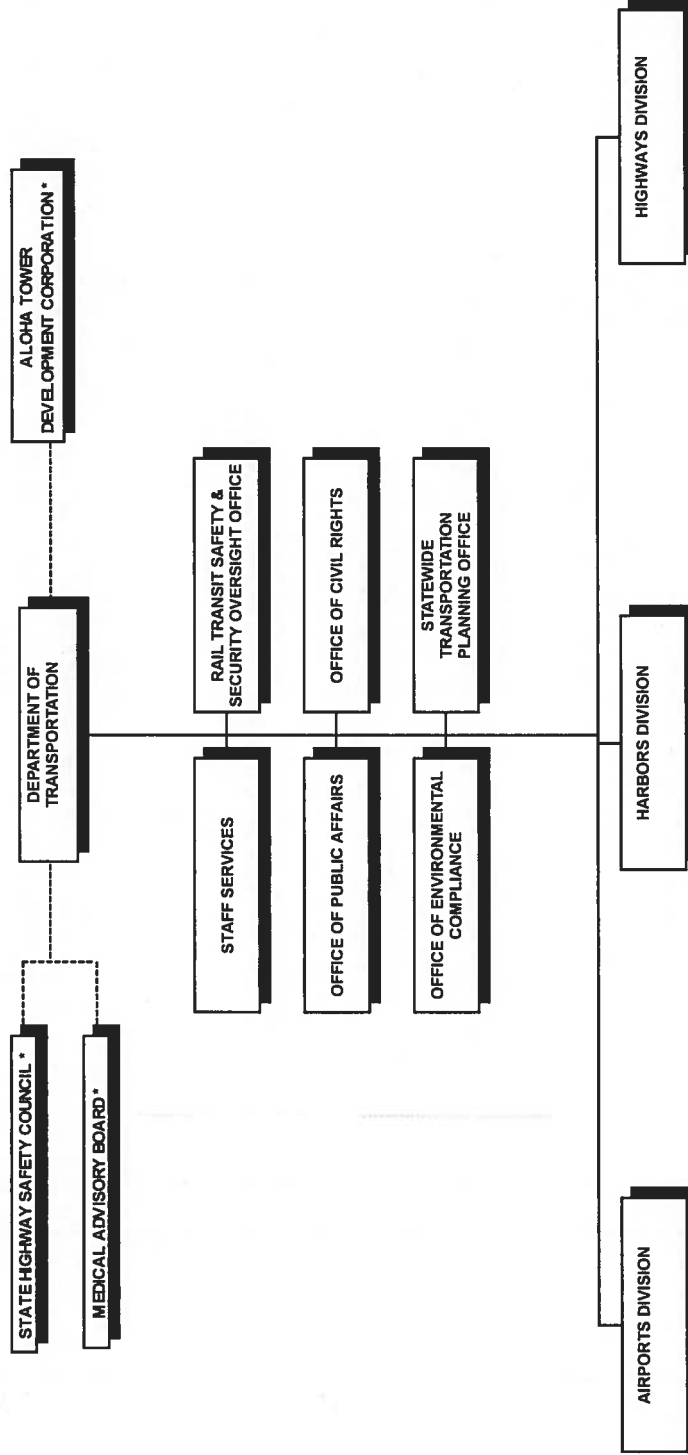 STATE HIGHWAY SAFETY COUNCIL *
MEDICAL ADVISORY BOARD *
DEPARTMENT OF
TRANSPORTATION
ALOHA TOWER
DEVELOPMENT CORPORATION *
STAFF SERVICES
RAIL TRANSIT SAFETY &
SECURITY OVERSIGHT OFFICE
OFFICE OF PUBLIC AFFAIRS
OFFICE OF CIVIL RIGHTS
OFFICE OF ENVIRONMENTAL
COMPLIANCE
STATEWIDE
TRANSPORTATION
PLANNING OFFICE
AIRPORTS DIVISION
HARBORS DIVISION
HIGHWAYS DIVISION